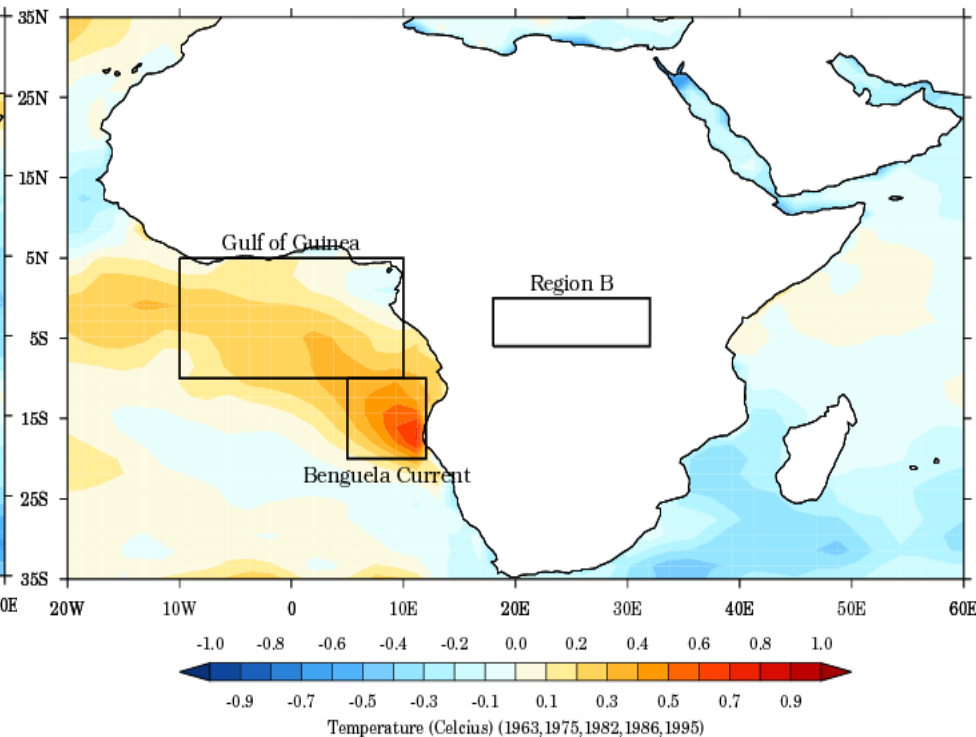 35N
25N
15N
Gulf of Guinea
5N
Region B
5S
15S
Benguela Current
25S
35S
0E 20W 10W 0 10E 20E 30E 40E 50E 60E
-1.0 -0.8 -0.6 -0.4 -0.2 0.0 0.2 0.4 0.6 0.8 1.0
-0.9 -0.7 -0.5 -0.3 -0.1 0.1 0.3 0.5 0.7 0.9
Temperature (Celcius) (1963,1975,1982,1986,1995)